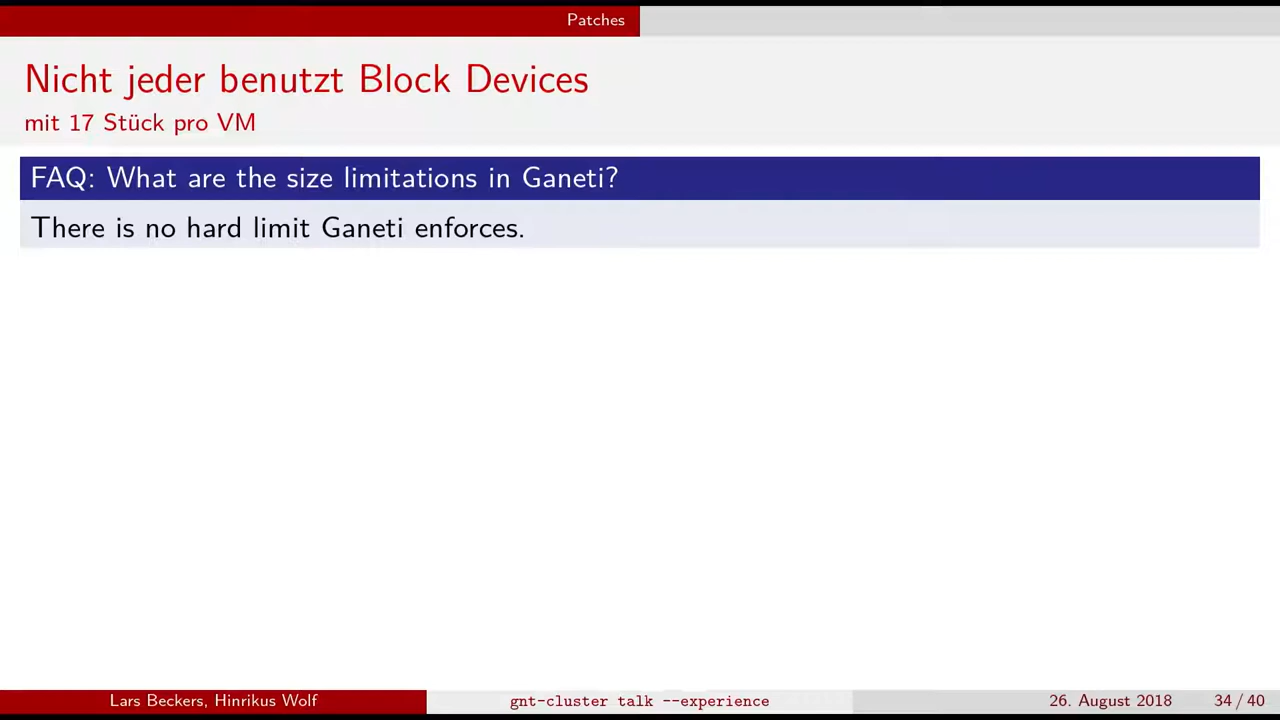 Patches
Nicht jeder benutzt Block Devices
mit 17 Stück pro VM
FAQ: What are the size limitations in Ganeti?
There is no hard limit Ganeti enforces.
Lars Beckers, Hinrikus Wolf
gnt-cluster talk --experience
26. August 2018
34 / 40